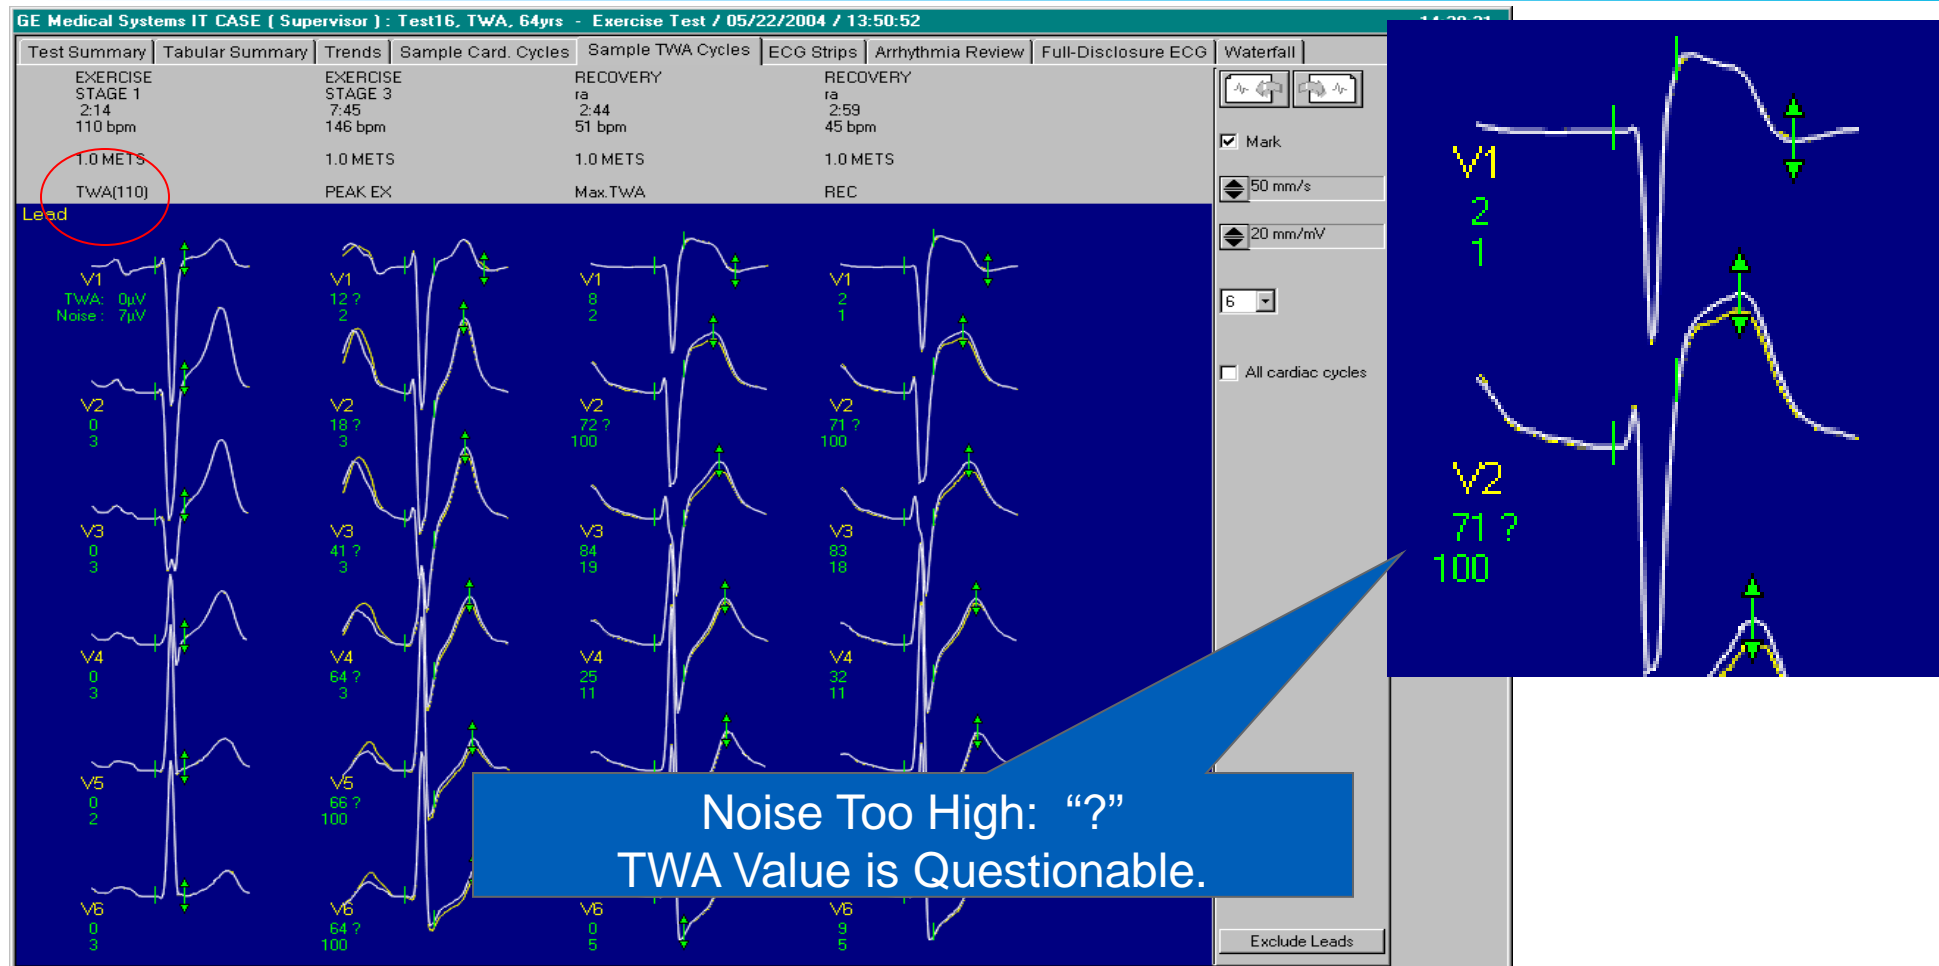 GE Medical Systems IT CASE ( Supervisor ) : Test16, TWA, 64yrs - Exercise Test / 05/22/2004 / 13:50:52
Test Summary Tabular Summary Trends Sample Card. Cycles Sample TWA Cycles ECG Strips Arrhythmia Review Full-Disclosure ECG Waterfall
EXERCISE EXERCISE RECOVERY RECOVERY
STAGE 1 STAGE 3 ra ra
2:14 7:45 2:44 2:59
110 bpm 146 bpm 51 bpm 45 bpm
1.0 METS 1.0 METS 1.0 METS 1.0 METS
TWA(110) PEAK EX Max.TWA REC
Lead
V1 V1 V1 V1
TWA: 0µV 12 ? 8 2
Noise : 7µV 2 2 1
V2 V2 V2 V2
0 18 ? 72 ? 71 ?
3 3 100 100
V3 V3 V3 V3
0 41 ? 84 83
3 3 19 18
V4 V4 V4 V4
0 64 ? 25 32
3 3 11 11
V5 V5
0 66 ?
2 100
V6 V6 V6 V6
0 64 ? 0 9
3 100 5 5
Mark
50 mm/s
20 mm/mV
6
All cardiac cycles
Exclude Leads
V1
2
1
V2
71 ?
100
Noise Too High: “?”
TWA Value is Questionable.